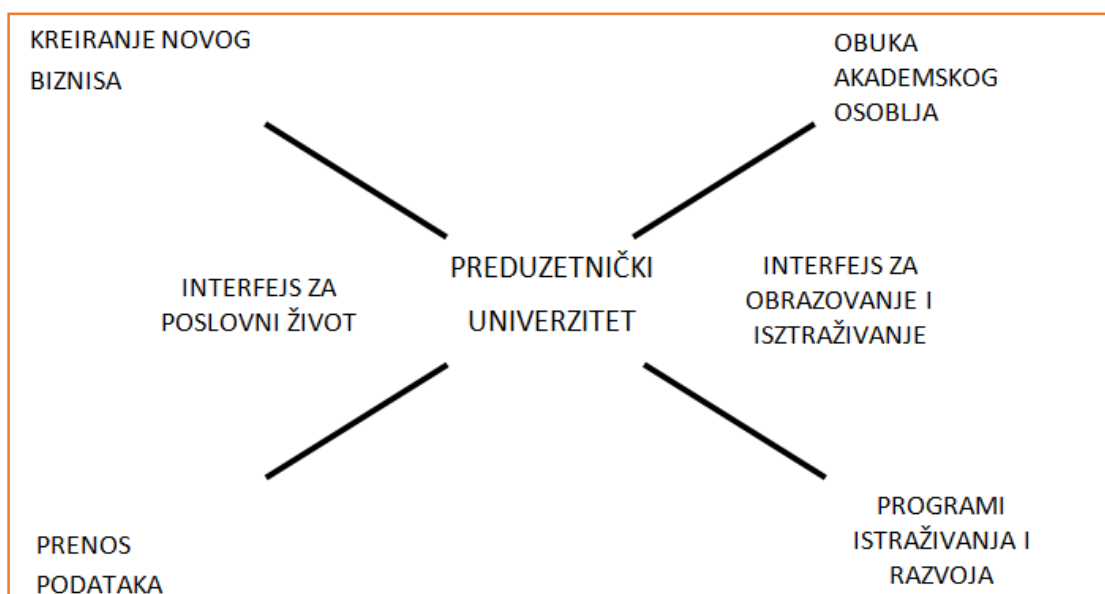 KREIRANJE NOVOG
BIZNISA
OBUKA
AKADEMSKOG
OSOBLJA
INTERFEJS ZA
POSLOVNI ŽIVOT
PREDUZETNIČKI
UNIVERZITET
INTERFEJS ZA
OBRAZOVANJE I
ISZTRAŽIVANJE
PRENOS
PODATAKA
PROGRAMI
ISTRAŽIVANJA I
RAZVOJA